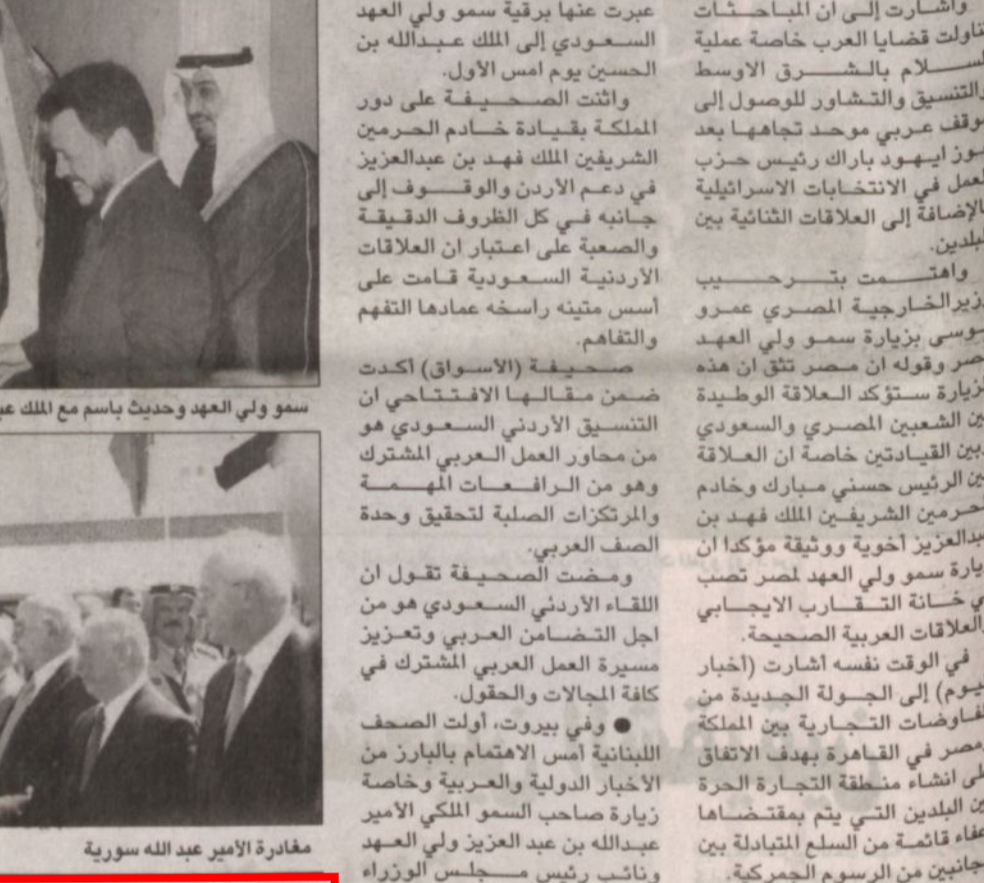 واشارت إلى ان المباحثات
تناولت قضايا العرب خاصة عملية
السلام بالشرق الاوسط
والتنسيق والتشاور للوصول إلى
موقف عربي موحد تجاهها بعد
فوز ايهود باراك رئيس حزب
العمل في الانتخابات الاسرائيلية
بالإضافة إلى العلاقات الثنائية بين
البلدين.
واهتمت بترحيب
وزير الخارجية المصري عمرو
موسى بزيارة سمو ولي العهد
لمصر وقوله ان مصر تثق ان هذه
الزيارة ستؤكد العلاقة الوطيدة
بين الشعبين المصري والسعودي
وبين القيادتين خاصة ان العلاقة
بين الرئيس حسني مبارك وخادم
الحرمين الشريفين الملك فهد بن
عبدالعزيز أخوية ووثيقة مؤكدا ان
زيارة سمو ولي العهد لمصر تصب
في خانة التقارب الايجابي
والعلاقات العربية الصحيحة.
في الوقت نفسه أشارت (أخبار
اليوم) إلى الجولة الجديدة من
المفاوضات التجارية بين المملكة
ومصر في القاهرة بهدف الاتفاق
على انشاء منطقة التجارة الحرة
بين البلدين التي يتم بمقتضاها
اعفاء قائمة من السلع المتبادلة بين
الجانبين من الرسوم الجمركية.
عبرت عنها برقية سمو ولي العهد
السعودي إلى الملك عبدالله بن
الحسين يوم امس الأول.
واثنت الصحيفة على دور
المملكة بقيادة خادم الحرمين
الشريفين الملك فهد بن عبدالعزيز
في دعم الأردن والوقوف إلى
جانبه في كل الظروف الدقيقة
والصعبة على اعتبار ان العلاقات
الأردنية السعودية قامت على
أسس متينه راسخه عمادها التفهم
والتفاهم.
صحيفة (الأسواق) أكدت
ضمن مقالها الافتتاحي ان
التنسيق الأردني السعودي هو
من محاور العمل العربي المشترك
وهو من الرافعات المهمة
والمرتكزات الصلبة لتحقيق وحدة
الصف العربي.
ومضت الصحيفة تقول ان
اللقاء الأردني السعودي هو من
اجل التضامن العربي وتعزيز
مسيرة العمل العربي المشترك في
كافة المجالات والحقول.
● وفي بيروت، أولت الصحف
اللبنانية أمس الاهتمام بالبارز من
الأخبار الدولية والعربية وخاصة
زيارة صاحب السمو الملكي الأمير
عبدالله بن عبد العزيز ولي العهد
ونائب رئيس مجلس الوزراء
سمو ولي العهد وحديث باسم مع الملك
مغادرة الأمير عبد الله سورية